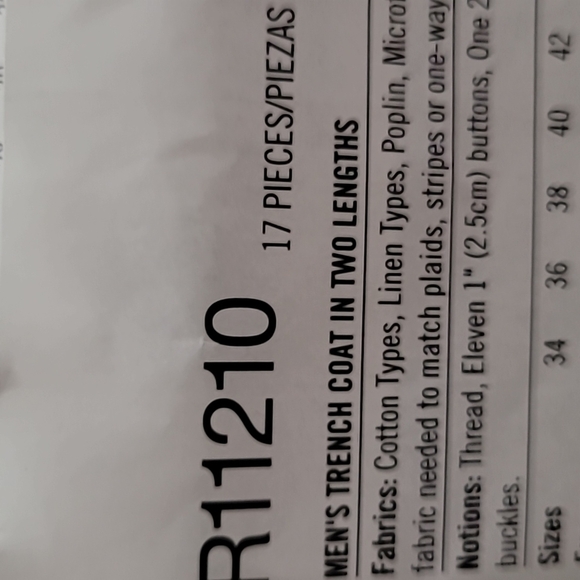 R11210
17 PIECES/PIEZAS
MEN'S TRENCH COAT IN TWO LENGTHS
Fabrics: Cotton Types, Linen Types, Poplin, Micro
fabric needed to match plaids, stripes or one-way
Notions: Thread, Eleven 1" (2.5cm) buttons, One 2
buckles.
Sizes 34 36 38 40 42